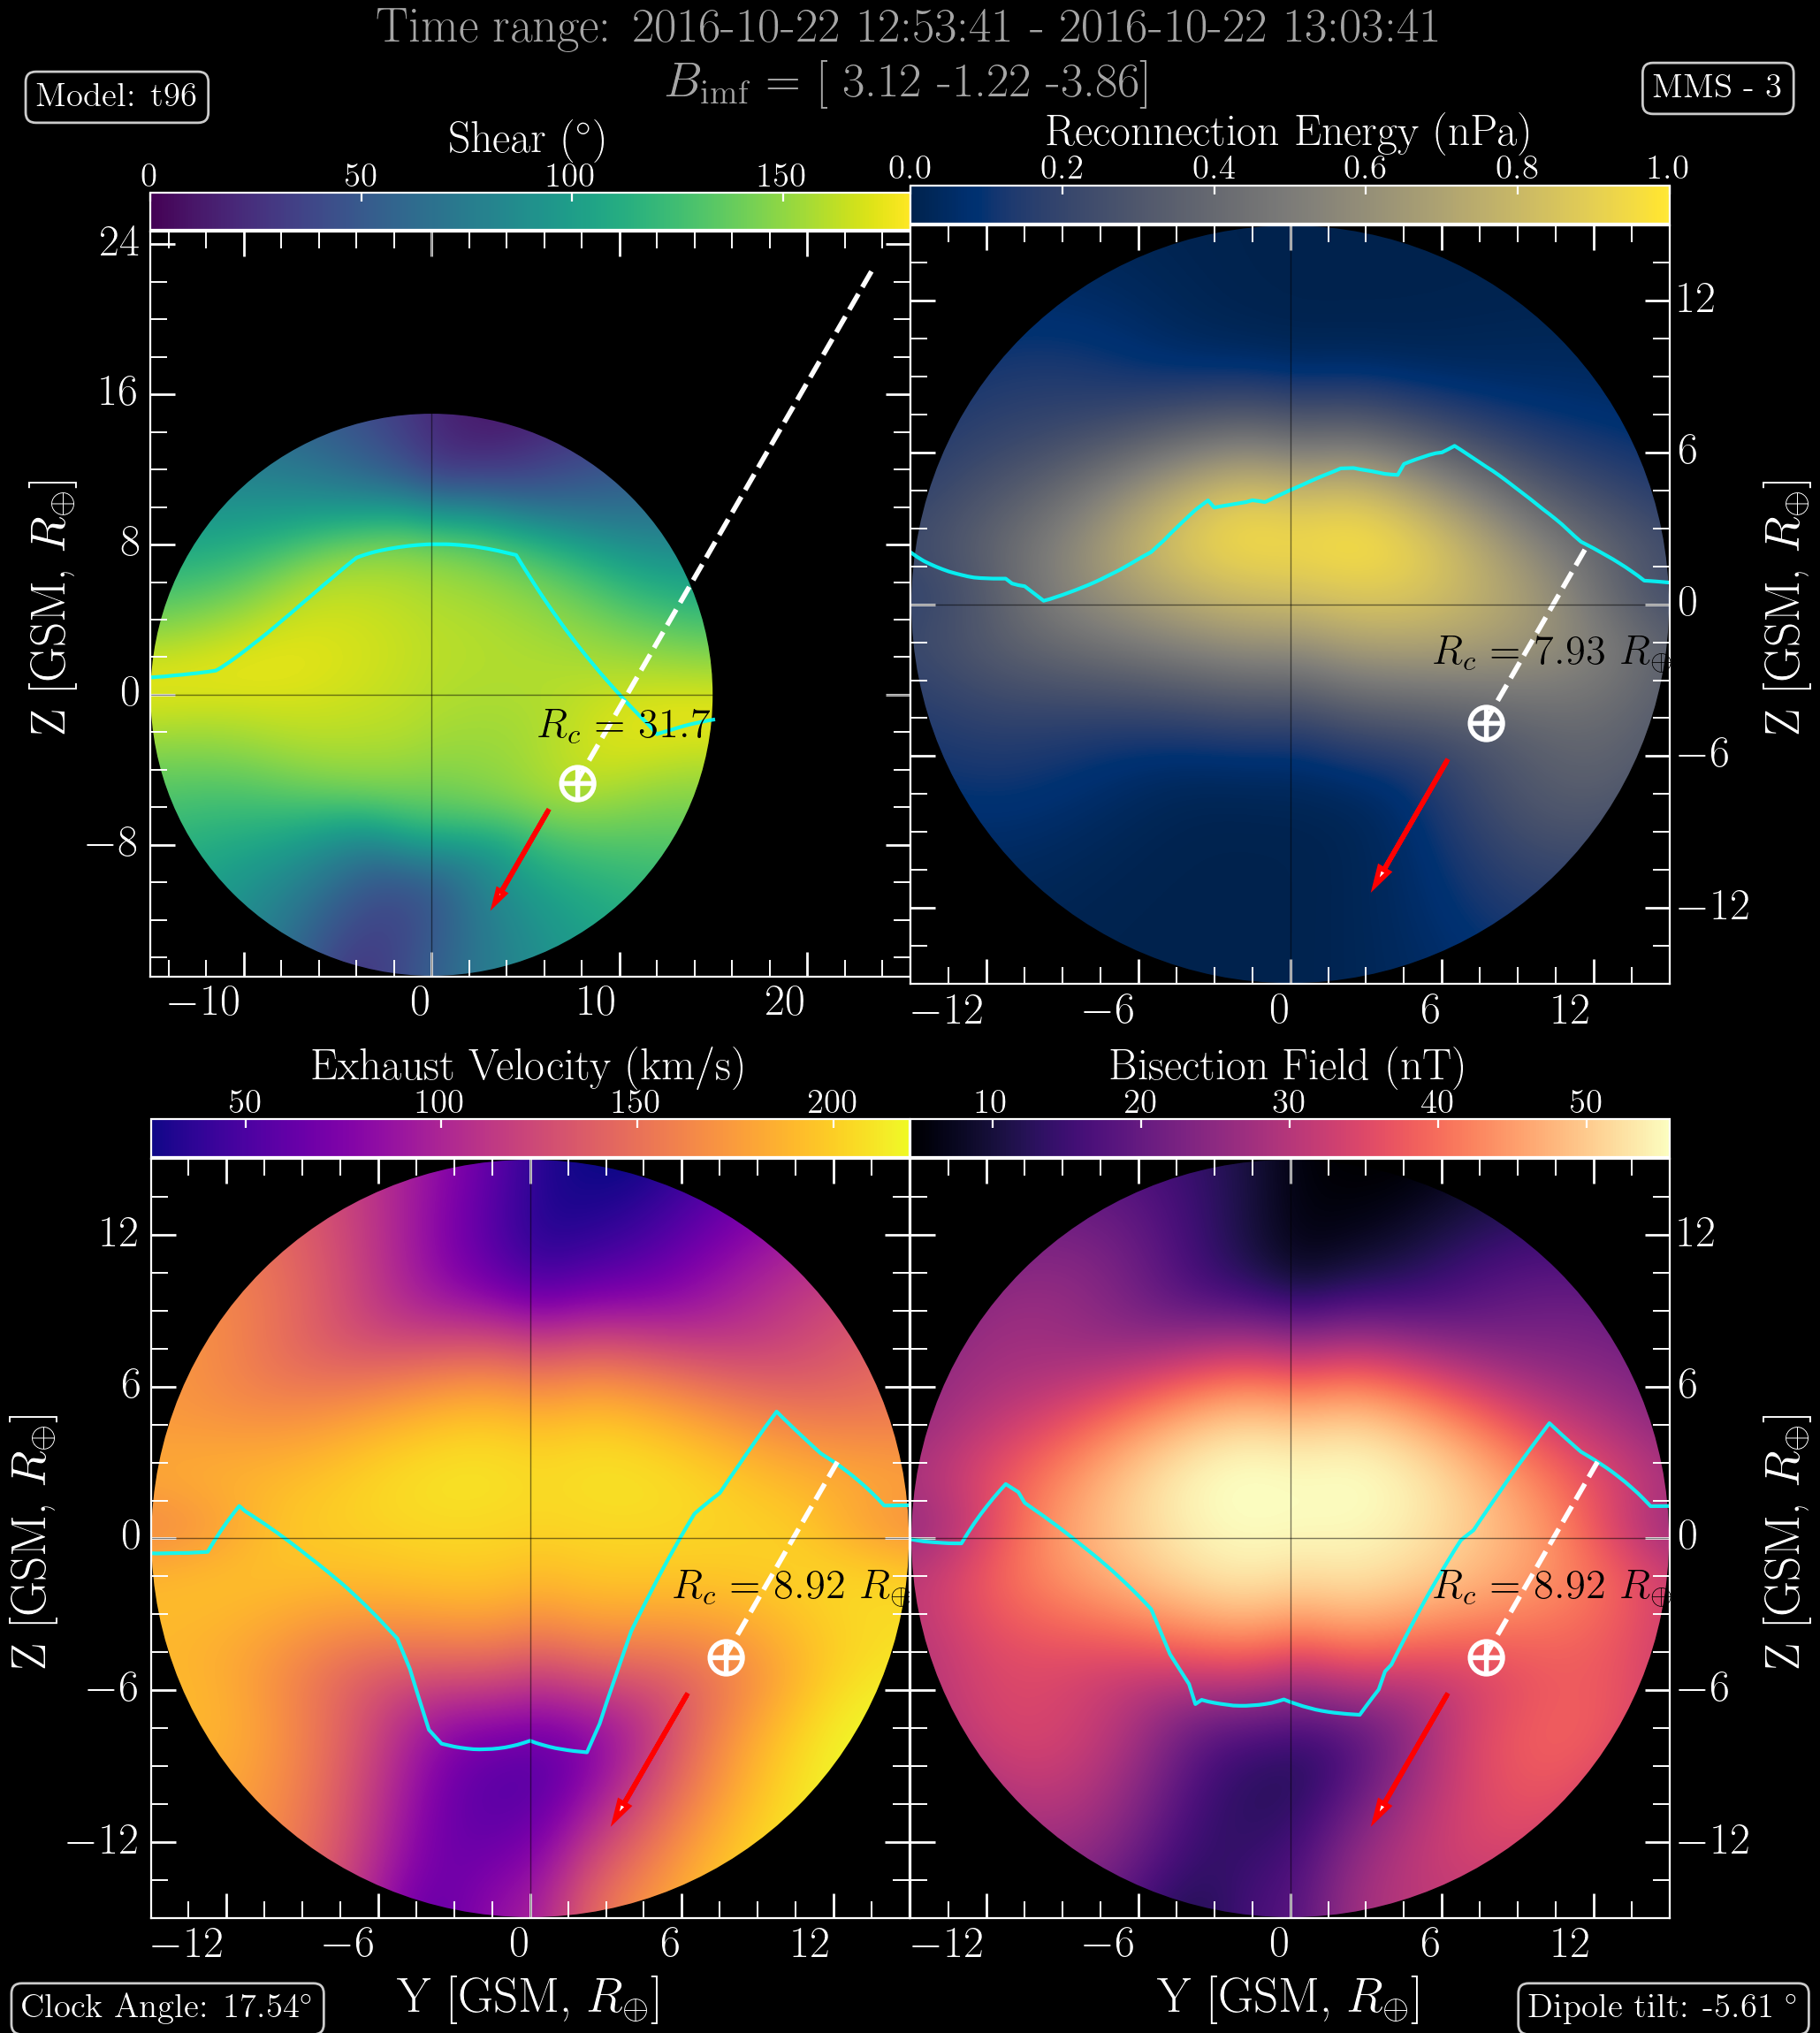 Time range: 2016-10-22 12:53:41 - 2016-10-22 13:03:41
B_imf = [ 3.12 -1.22 -3.86]
Model: t96
MMS - 3
Shear (°)
0 50 100 150
Reconnection Energy (nPa)
0.0 0.2 0.4 0.6 0.8 1.0
24
16
8
0
−8
Z [GSM, R⊕]
R_c = 31.7
−10 0 10 20
12
6
0
−6
−12
Z [GSM, R⊕]
R_c = 7.93 R⊕
−12 −6 0 6 12
Exhaust Velocity (km/s)
50 100 150 200
Bisection Field (nT)
10 20 30 40 50
12
6
0
−6
−12
Z [GSM, R⊕]
R_c = 8.92 R⊕
−12 −6 0 6 12
Y [GSM, R⊕]
12
6
0
−6
−12
Z [GSM, R⊕]
R_c = 8.92 R⊕
−12 −6 0 6 12
Y [GSM, R⊕]
Clock Angle: 17.54°
Dipole tilt: -5.61 °